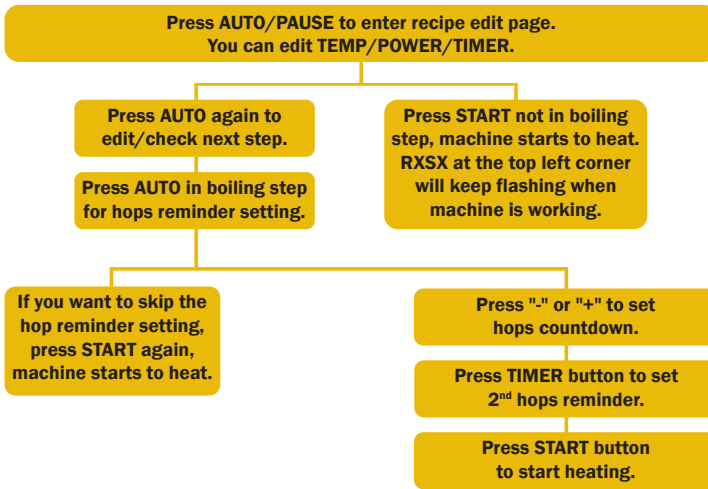 Press AUTO/PAUSE to enter recipe edit page.
You can edit TEMP/POWER/TIMER.
Press AUTO again to
edit/check next step.
Press START not in boiling
step, machine starts to heat.
RXSX at the top left corner
will keep flashing when
machine is working.
Press AUTO in boiling step
for hops reminder setting.
If you want to skip the
hop reminder setting,
press START again,
machine starts to heat.
Press "-" or "+" to set
hops countdown.
Press TIMER button to set
2nd hops reminder.
Press START button
to start heating.